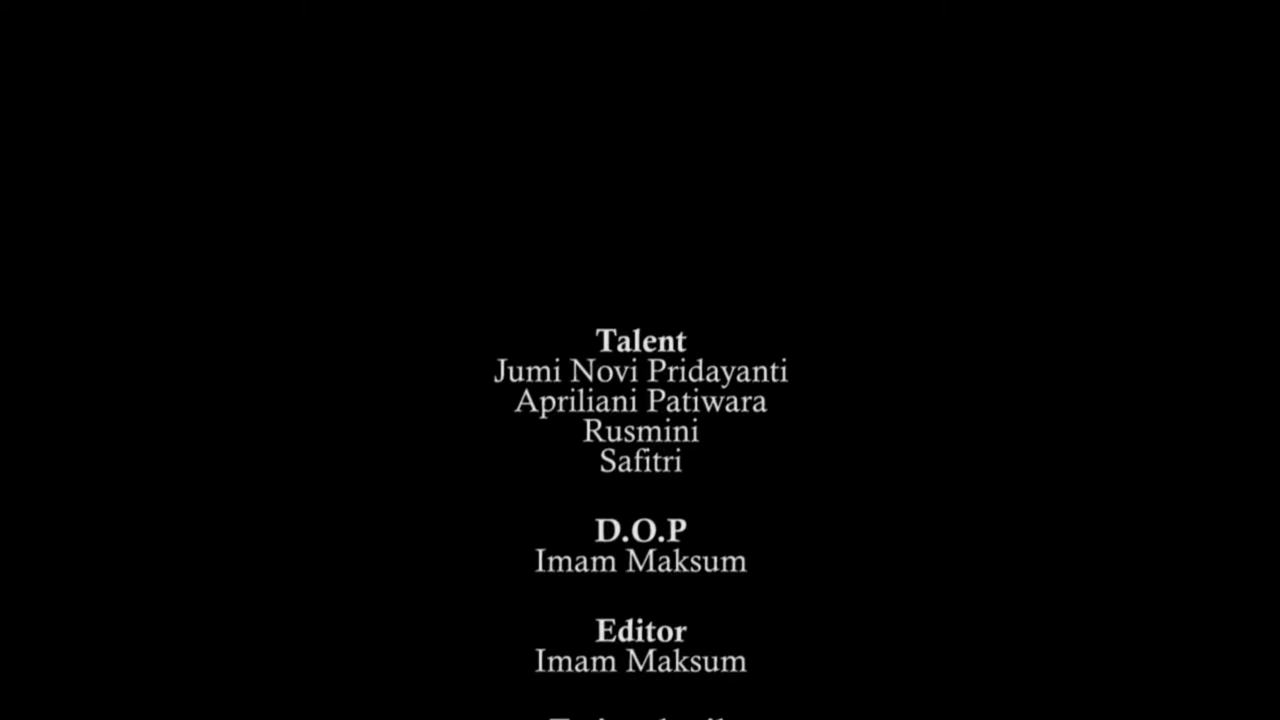 Talent
Jumi Novi Pridayanti
Apriliani Patiwara
Rusmini
Safitri
D.O.P
Imam Maksum
Editor
Imam Maksum